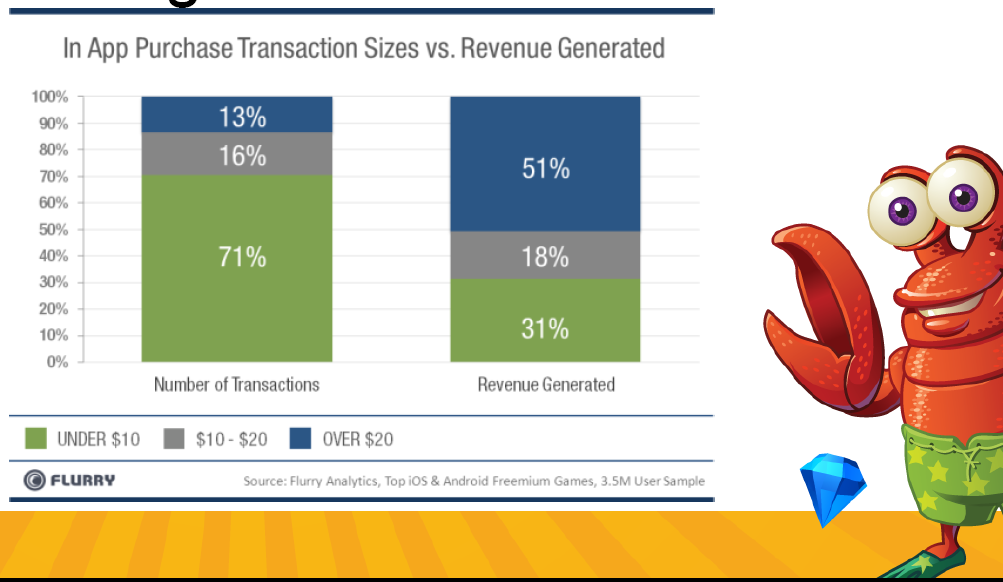 In App Purchase Transaction Sizes vs. Revenue Generated
100%
90%
80%
70%
60%
50%
40%
30%
20%
10%
0%
13%
16%
71%
51%
18%
31%
Number of Transactions
Revenue Generated
UNDER $10
$10 - $20
OVER $20
FLURRY
Source: Flurry Analytics, Top iOS & Android Freemium Games, 3.5M User Sample